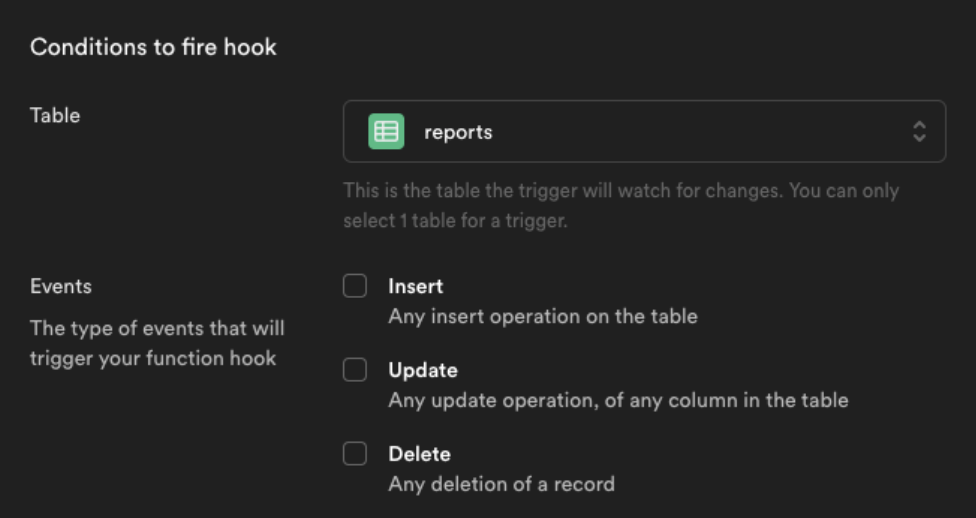 Conditions to fire hook
Table
reports
This is the table the trigger will watch for changes. You can only
select 1 table for a trigger.
Events
The type of events that will
trigger your function hook
Insert
Any insert operation on the table
Update
Any update operation, of any column in the table
Delete
Any deletion of a record